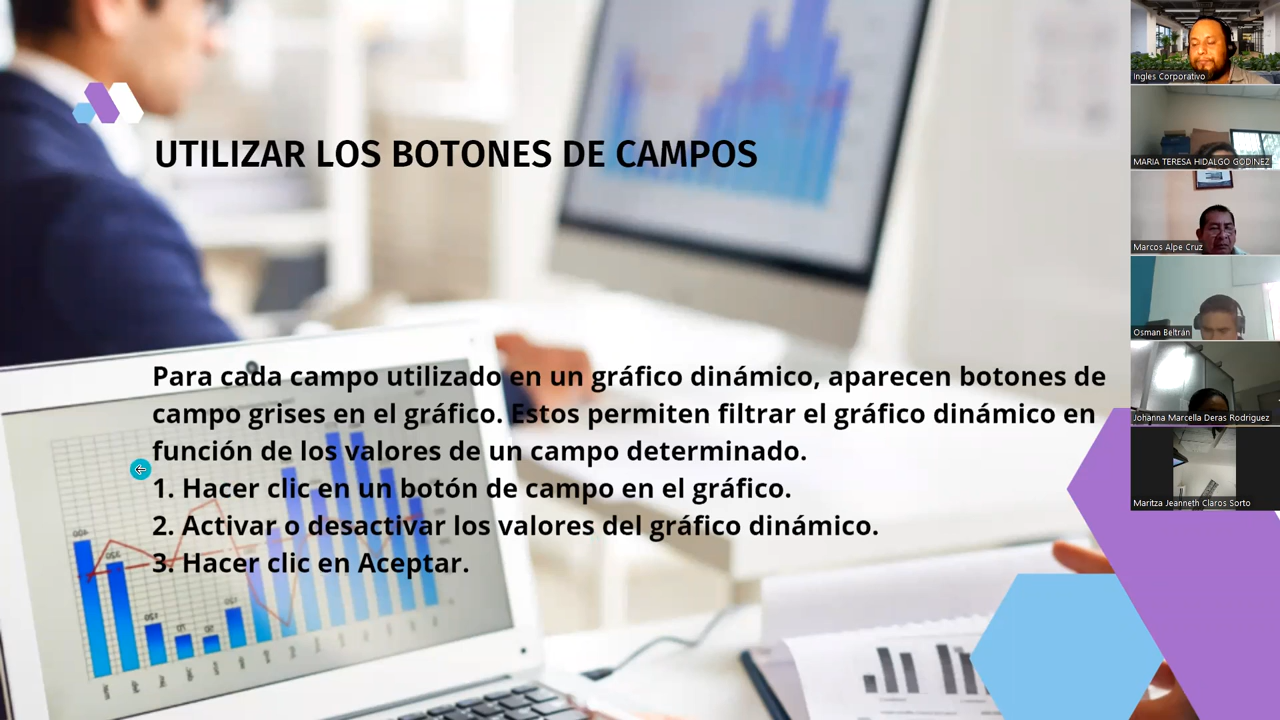 UTILIZAR LOS BOTONES DE CAMPOS
Para cada campo utilizado en un gráfico dinámico, aparecen botones de
campo grises en el gráfico. Estos permiten filtrar el gráfico dinámico en
función de los valores de un campo determinado.
1. Hacer clic en un botón de campo en el gráfico.
2. Activar o desactivar los valores del gráfico dinámico.
3. Hacer clic en Aceptar.
Ingles Corporativo
MARIA TERESA HIDALGO GODINEZ
Marcos Alpe Cruz
Osman Beltrán
Johanna Marcella Deras Rodriguez
Maritza Jeanneth Claros Sorto